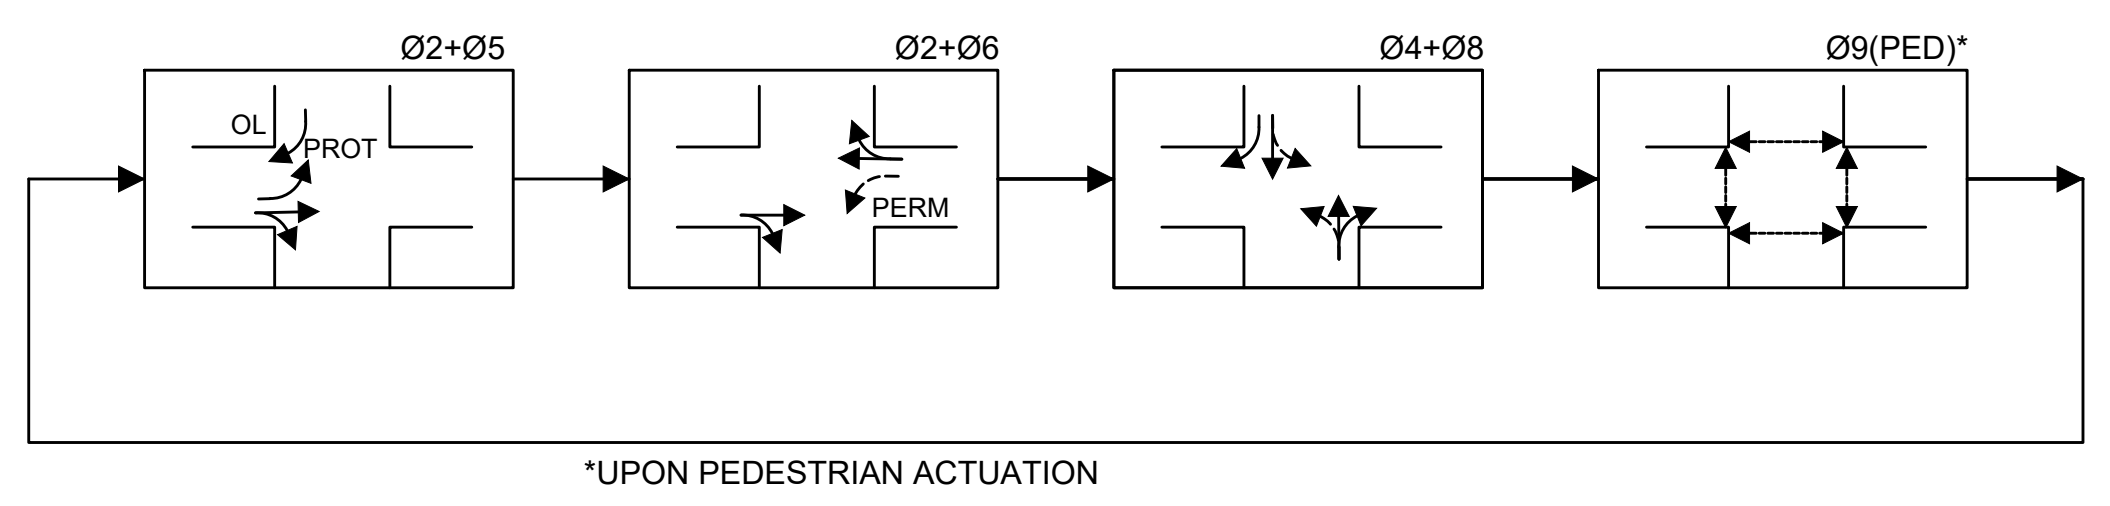 Ø2+Ø5
Ø2+Ø6
Ø4+Ø8
Ø9(PED)*
OL
PROT
PERM
*UPON PEDESTRIAN ACTUATION